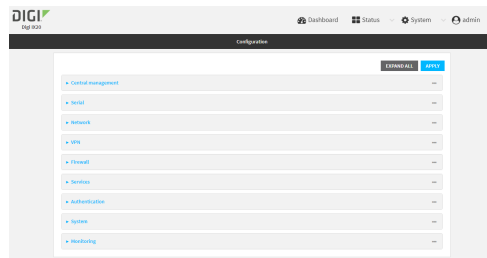 DIGI
Digi IX20
Dashboard Status System admin
Configuration
EXPAND ALL APPLY
Central management
Serial
Network
VPN
Firewall
Services
Authentication
System
Monitoring